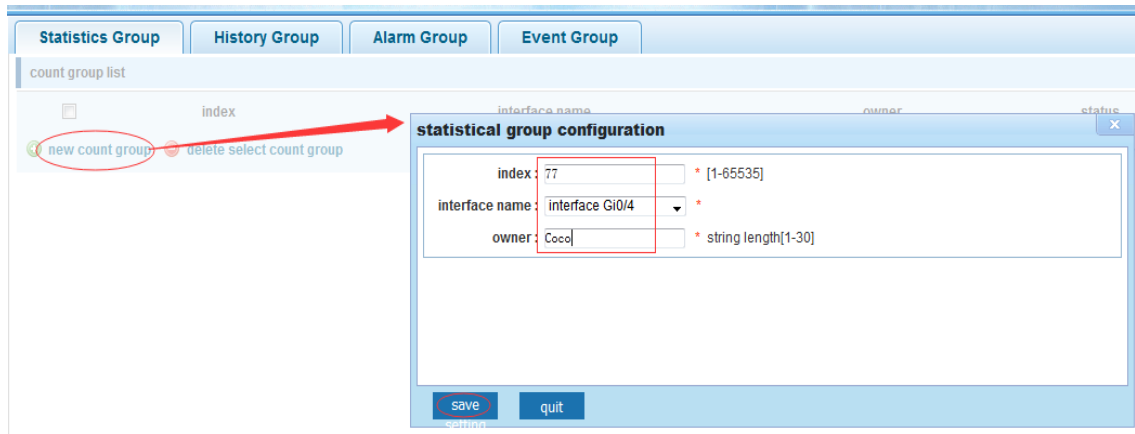 Statistics Group History Group Alarm Group Event Group
count group list
index interface name owner status
new count group delete select count group
statistical group configuration x
index : 77 * [1-65535]
interface name : interface Gi0/4 *
owner : Coco * string length[1-30]
save quit
setting